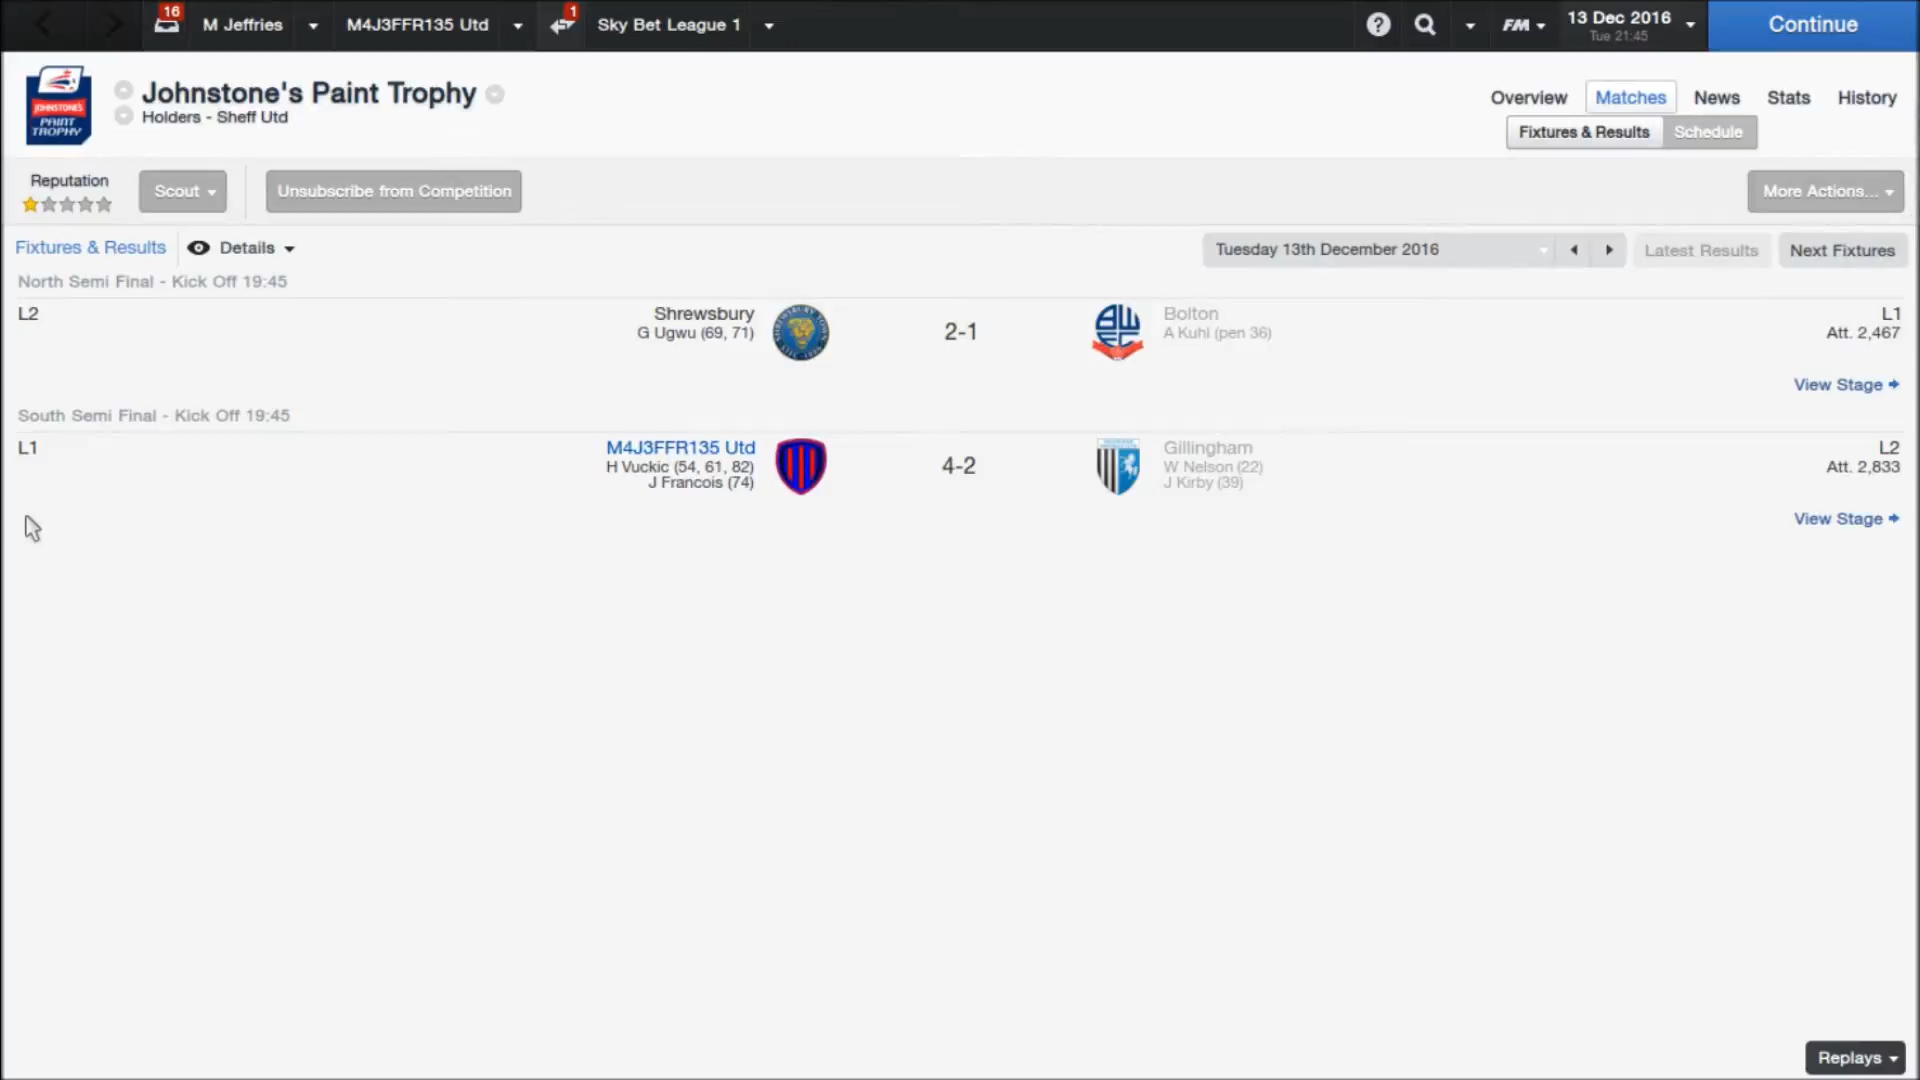 16 M Jeffries M4J3FFR135 Utd 1 Sky Bet League 1 ? FM 13 Dec 2016 Continue
Tue 21:45
JOHNSTONE'S PAINT TROPHY
Johnstone's Paint Trophy
Holders - Sheff Utd
Overview Matches News Stats History
Fixtures & Results Schedule
Reputation
Scout Unsubscribe from Competition More Actions...
Fixtures & Results Details Tuesday 13th December 2016 Latest Results Next Fixtures
North Semi Final - Kick Off 19:45
L2 Shrewsbury 2-1 Bolton L1
G Ugwu (69, 71) A Kuhl (pen 36) Att. 2,467
View Stage
South Semi Final - Kick Off 19:45
L1 M4J3FFR135 Utd 4-2 Gillingham L2
H Vuckic (54, 61, 82) W Nelson (22) Att. 2,833
J Francois (74) J Kirby (39)
View Stage
Replays